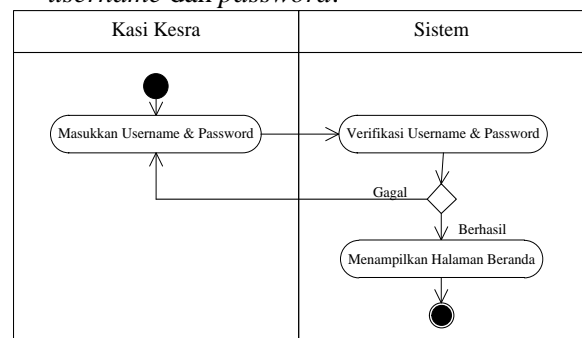 username dan password.
Kasi Kesra
Sistem
Masukkan Username & Password
Verifikasi Username & Password
Gagal
Berhasil
Menampilkan Halaman Beranda